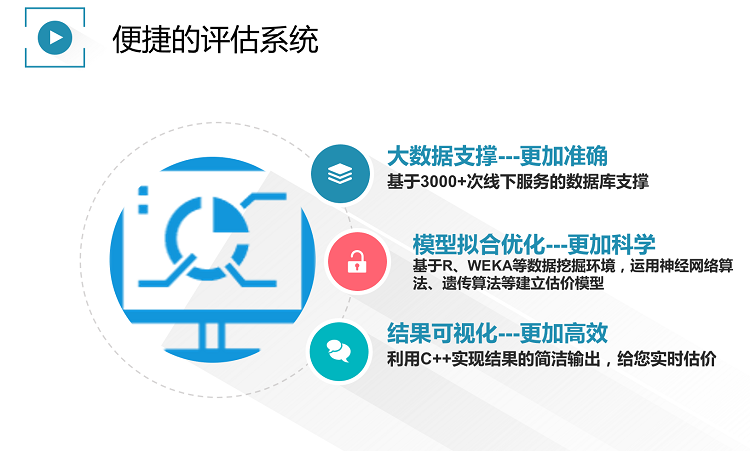 便捷的评估系统
大数据支撑---更加准确
基于3000+次线下服务的数据库支撑
模型拟合优化---更加科学
基于R、WEKA等数据挖掘环境，运用神经网络算
法、遗传算法等建立估价模型
结果可视化---更加高效
利用C++实现结果的简洁输出，给您实时估价